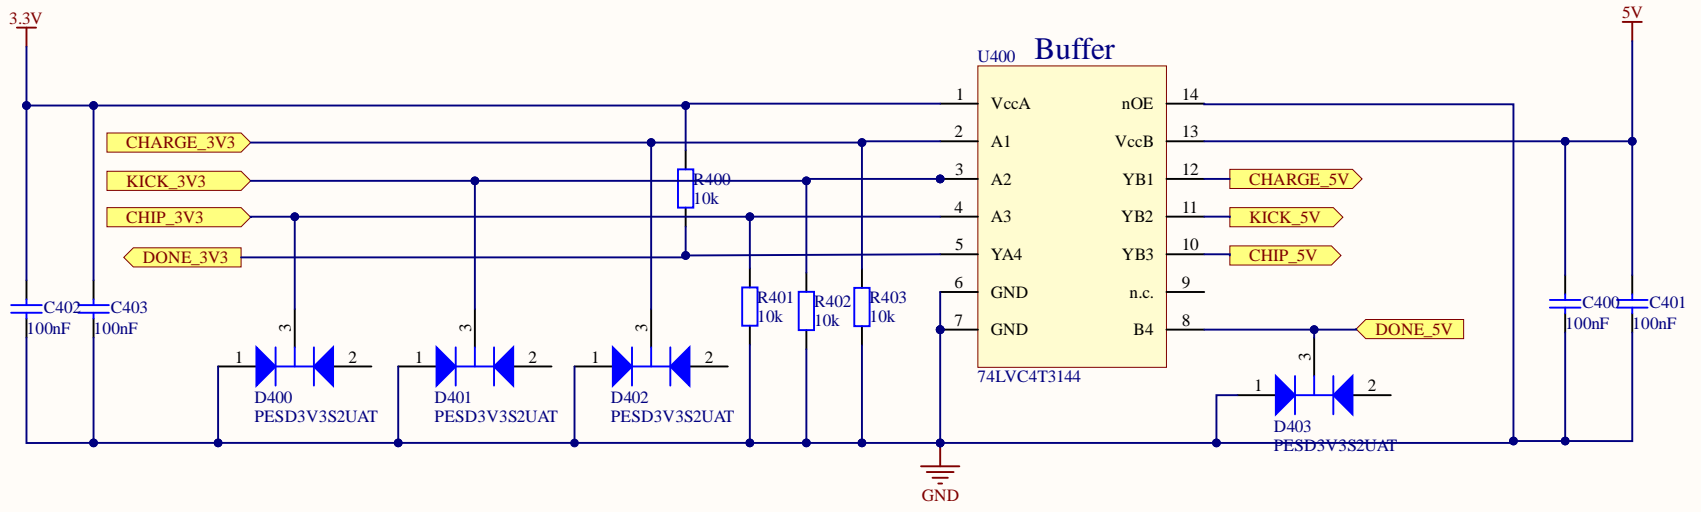 3.3V
5V
Buffer
U400
1
VccA
nOE
14
CHARGE_3V3
2
A1
VccB
13
KICK_3V3
R400
10k
3
A2
YB1
12
CHARGE_5V
CHIP_3V3
4
A3
YB2
11
KICK_5V
DONE_3V3
5
YA4
YB3
10
CHIP_5V
6
GND
n.c.
9
7
GND
B4
8
DONE_5V
74LVC4T3144
C402
100nF
C403
100nF
R401
10k
R402
10k
R403
10k
C400
100nF
C401
100nF
3
1
2
D400
PESD3V3S2UAT
3
1
2
D401
PESD3V3S2UAT
3
1
2
D402
PESD3V3S2UAT
3
1
2
D403
PESD3V3S2UAT
GND